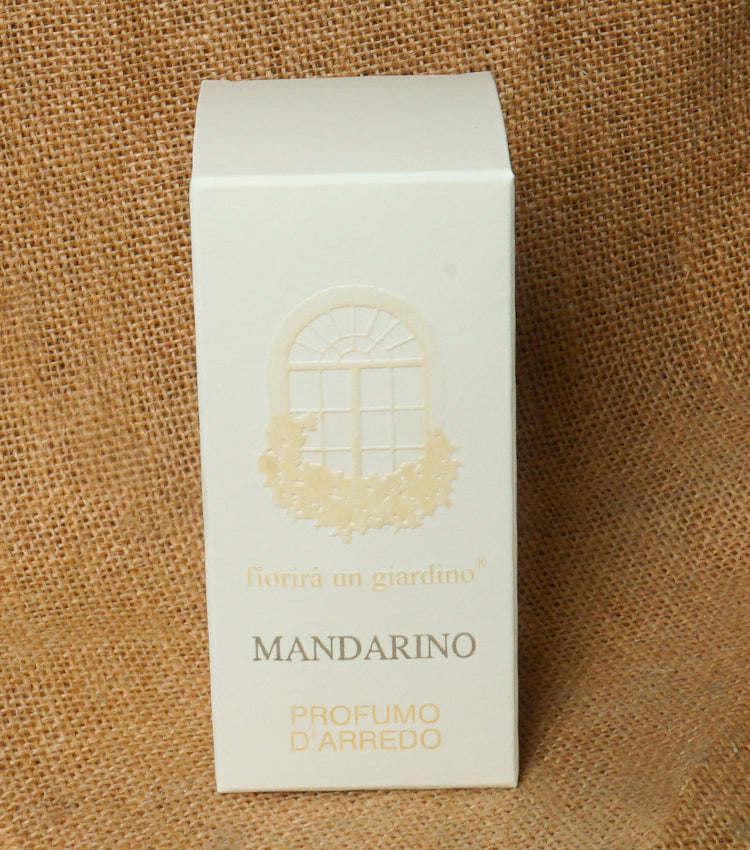 fiorirà un giardino®
MANDARINO
PROFUMO
D'ARREDO